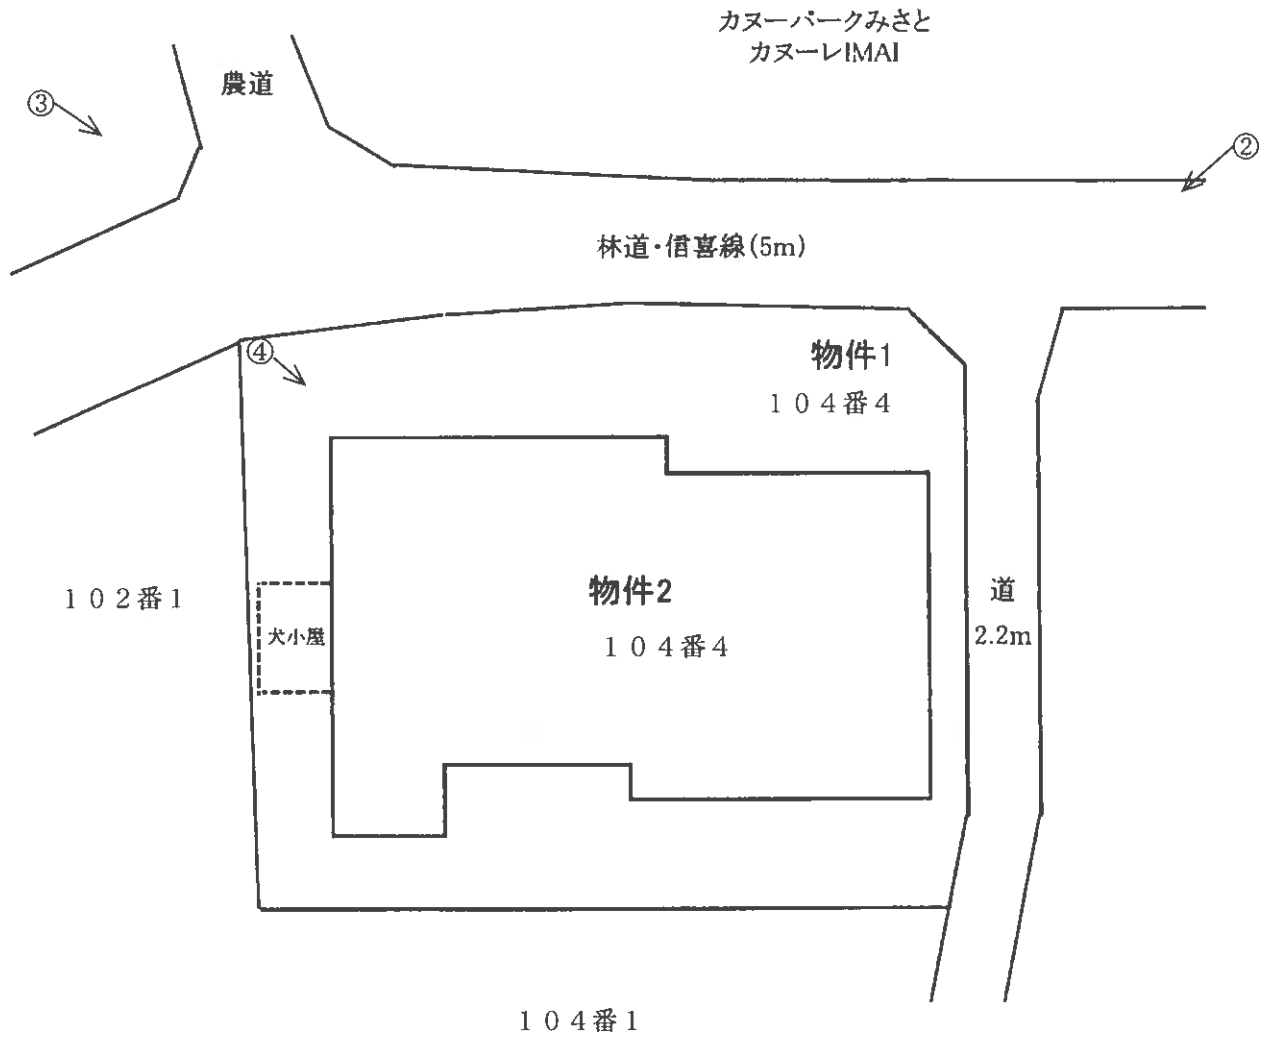 カヌーパークみさと
カヌーレIMAI
農道
③
②
林道・信喜線(5m)
④
物件1
104番4
102番1
犬小屋
物件2
104番4
道
2.2m
104番1